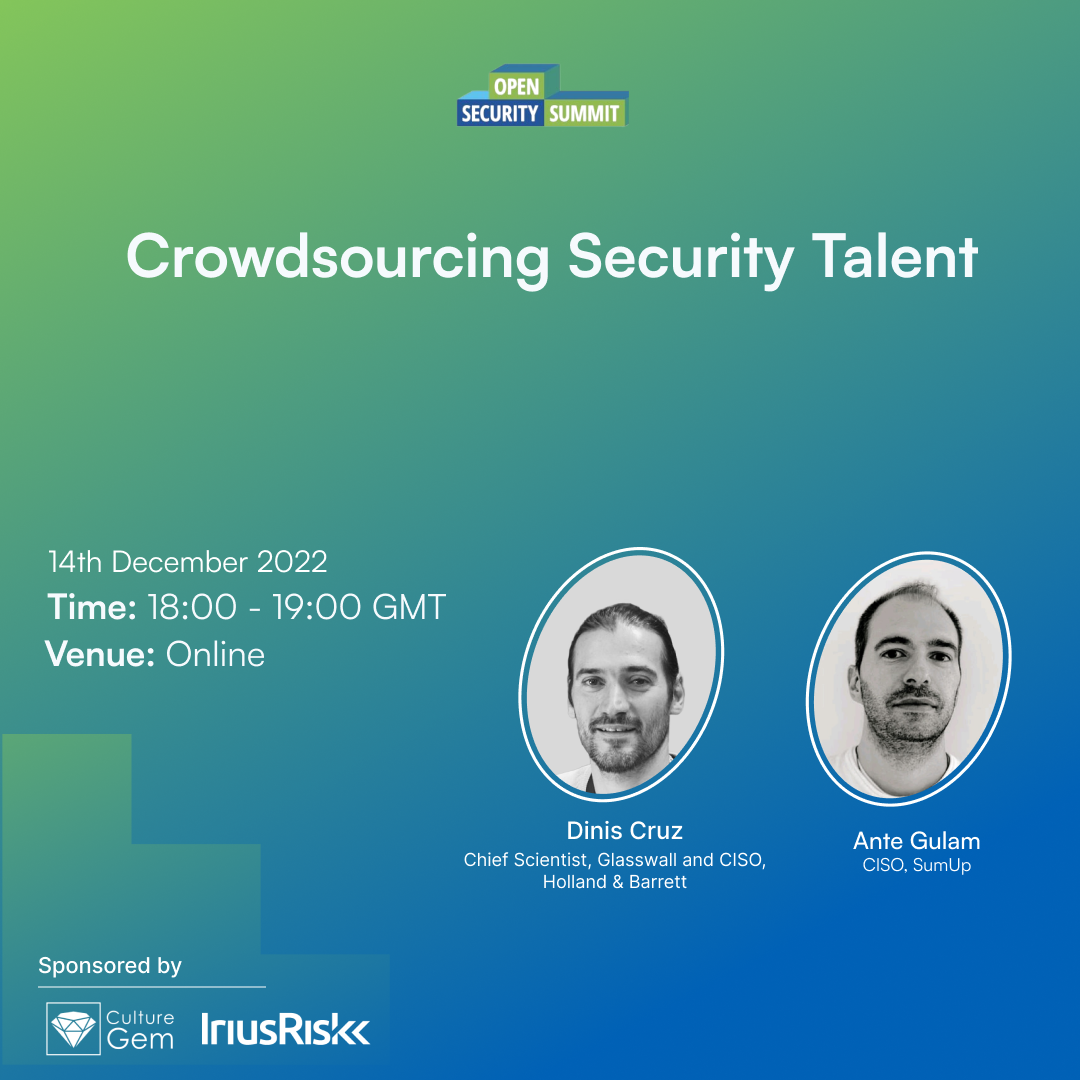 OPEN
SECURITY SUMMIT
Crowdsourcing Security Talent
14th December 2022
Time: 18:00 - 19:00 GMT
Venue: Online
Dinis Cruz
Chief Scientist, Glasswall and CISO,
Holland & Barrett
Ante Gulam
CISO, SumUp
Sponsored by
Culture
Gem
IriusRisk